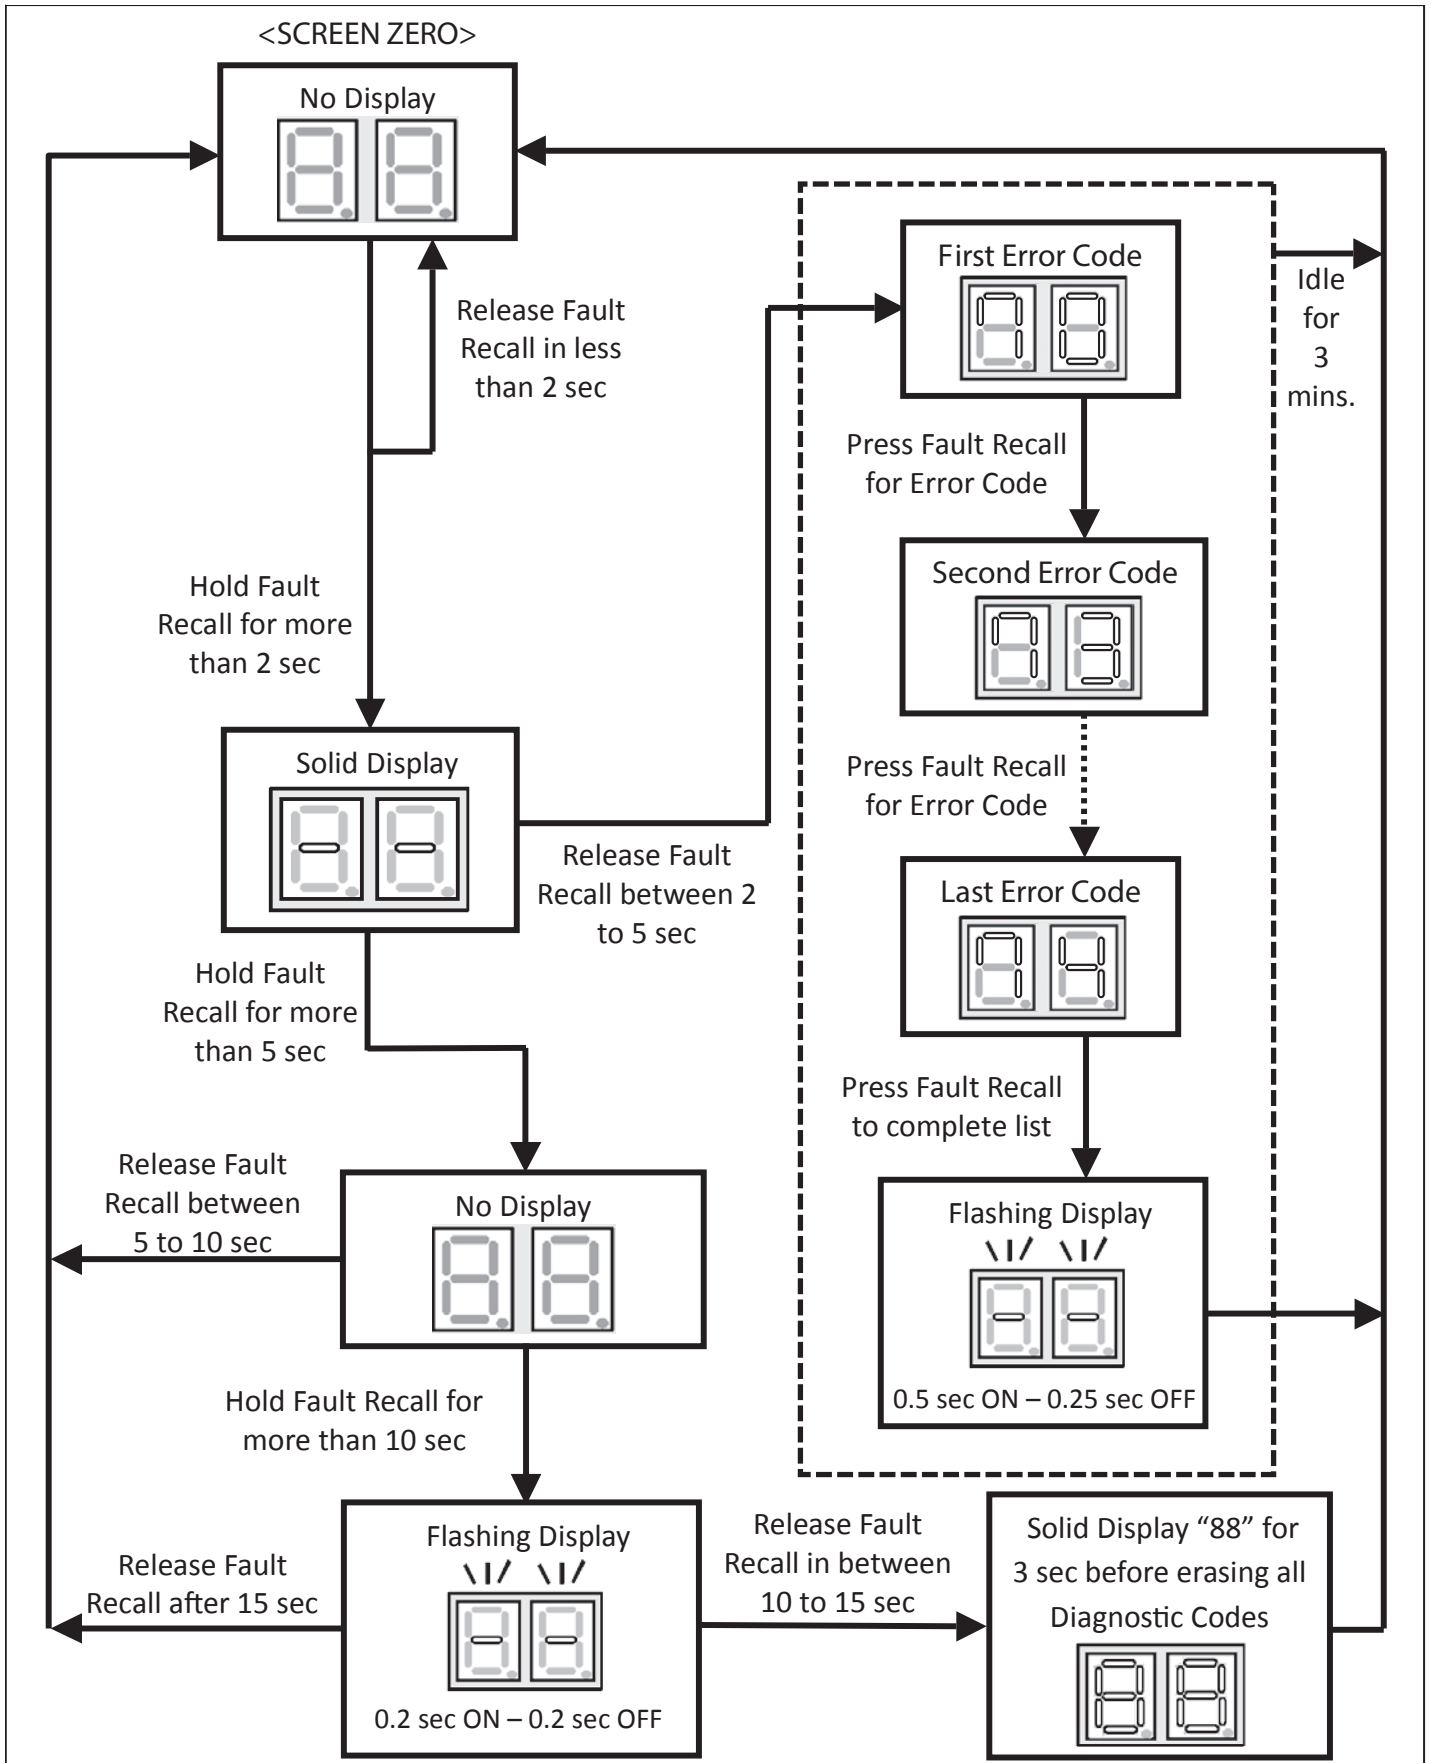 <SCREEN ZERO>
No Display
Release Fault
Recall in less
than 2 sec
Hold Fault
Recall for more
than 2 sec
Solid Display
- -
Release Fault
Recall between 2
to 5 sec
Hold Fault
Recall for more
than 5 sec
No Display
Release Fault
Recall between
5 to 10 sec
Hold Fault Recall for
more than 10 sec
Flashing Display
- -
0.2 sec ON – 0.2 sec OFF
Release Fault
Recall after 15 sec
Release Fault
Recall in between
10 to 15 sec
Solid Display “88” for
3 sec before erasing all
Diagnostic Codes
88
First Error Code
70
Press Fault Recall
for Error Code
Second Error Code
73
Press Fault Recall
for Error Code
Last Error Code
74
Press Fault Recall
to complete list
Flashing Display
- -
0.5 sec ON – 0.25 sec OFF
Idle
for
3
mins.